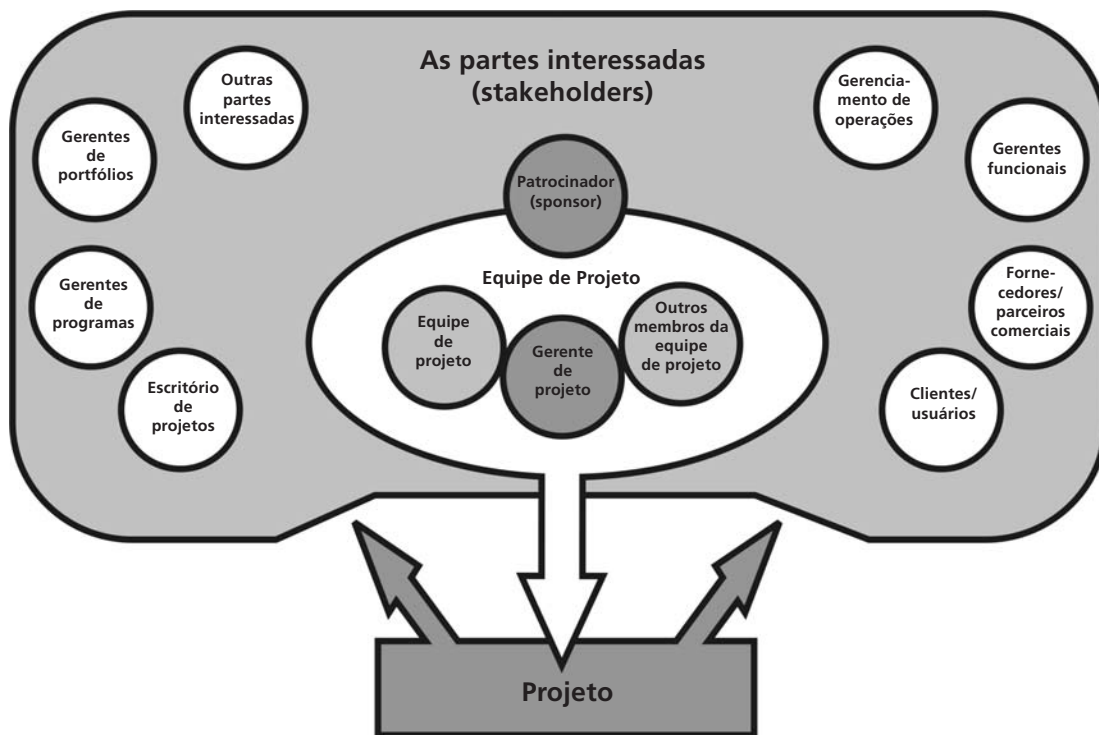 As partes interessadas
(stakeholders)
Outras
partes
interessadas
Gerentes
de
portfólios
Gerentes
de
programas
Escritório
de
projetos
Patrocinador
(sponsor)
Equipe de Projeto
Equipe
de
projeto
Gerente
de
projeto
Outros
membros da
equipe
de projeto
Gerencia-
mento de
operações
Gerentes
funcionais
Forne-
cedores/
parceiros
comerciais
Clientes/
usuários
Projeto